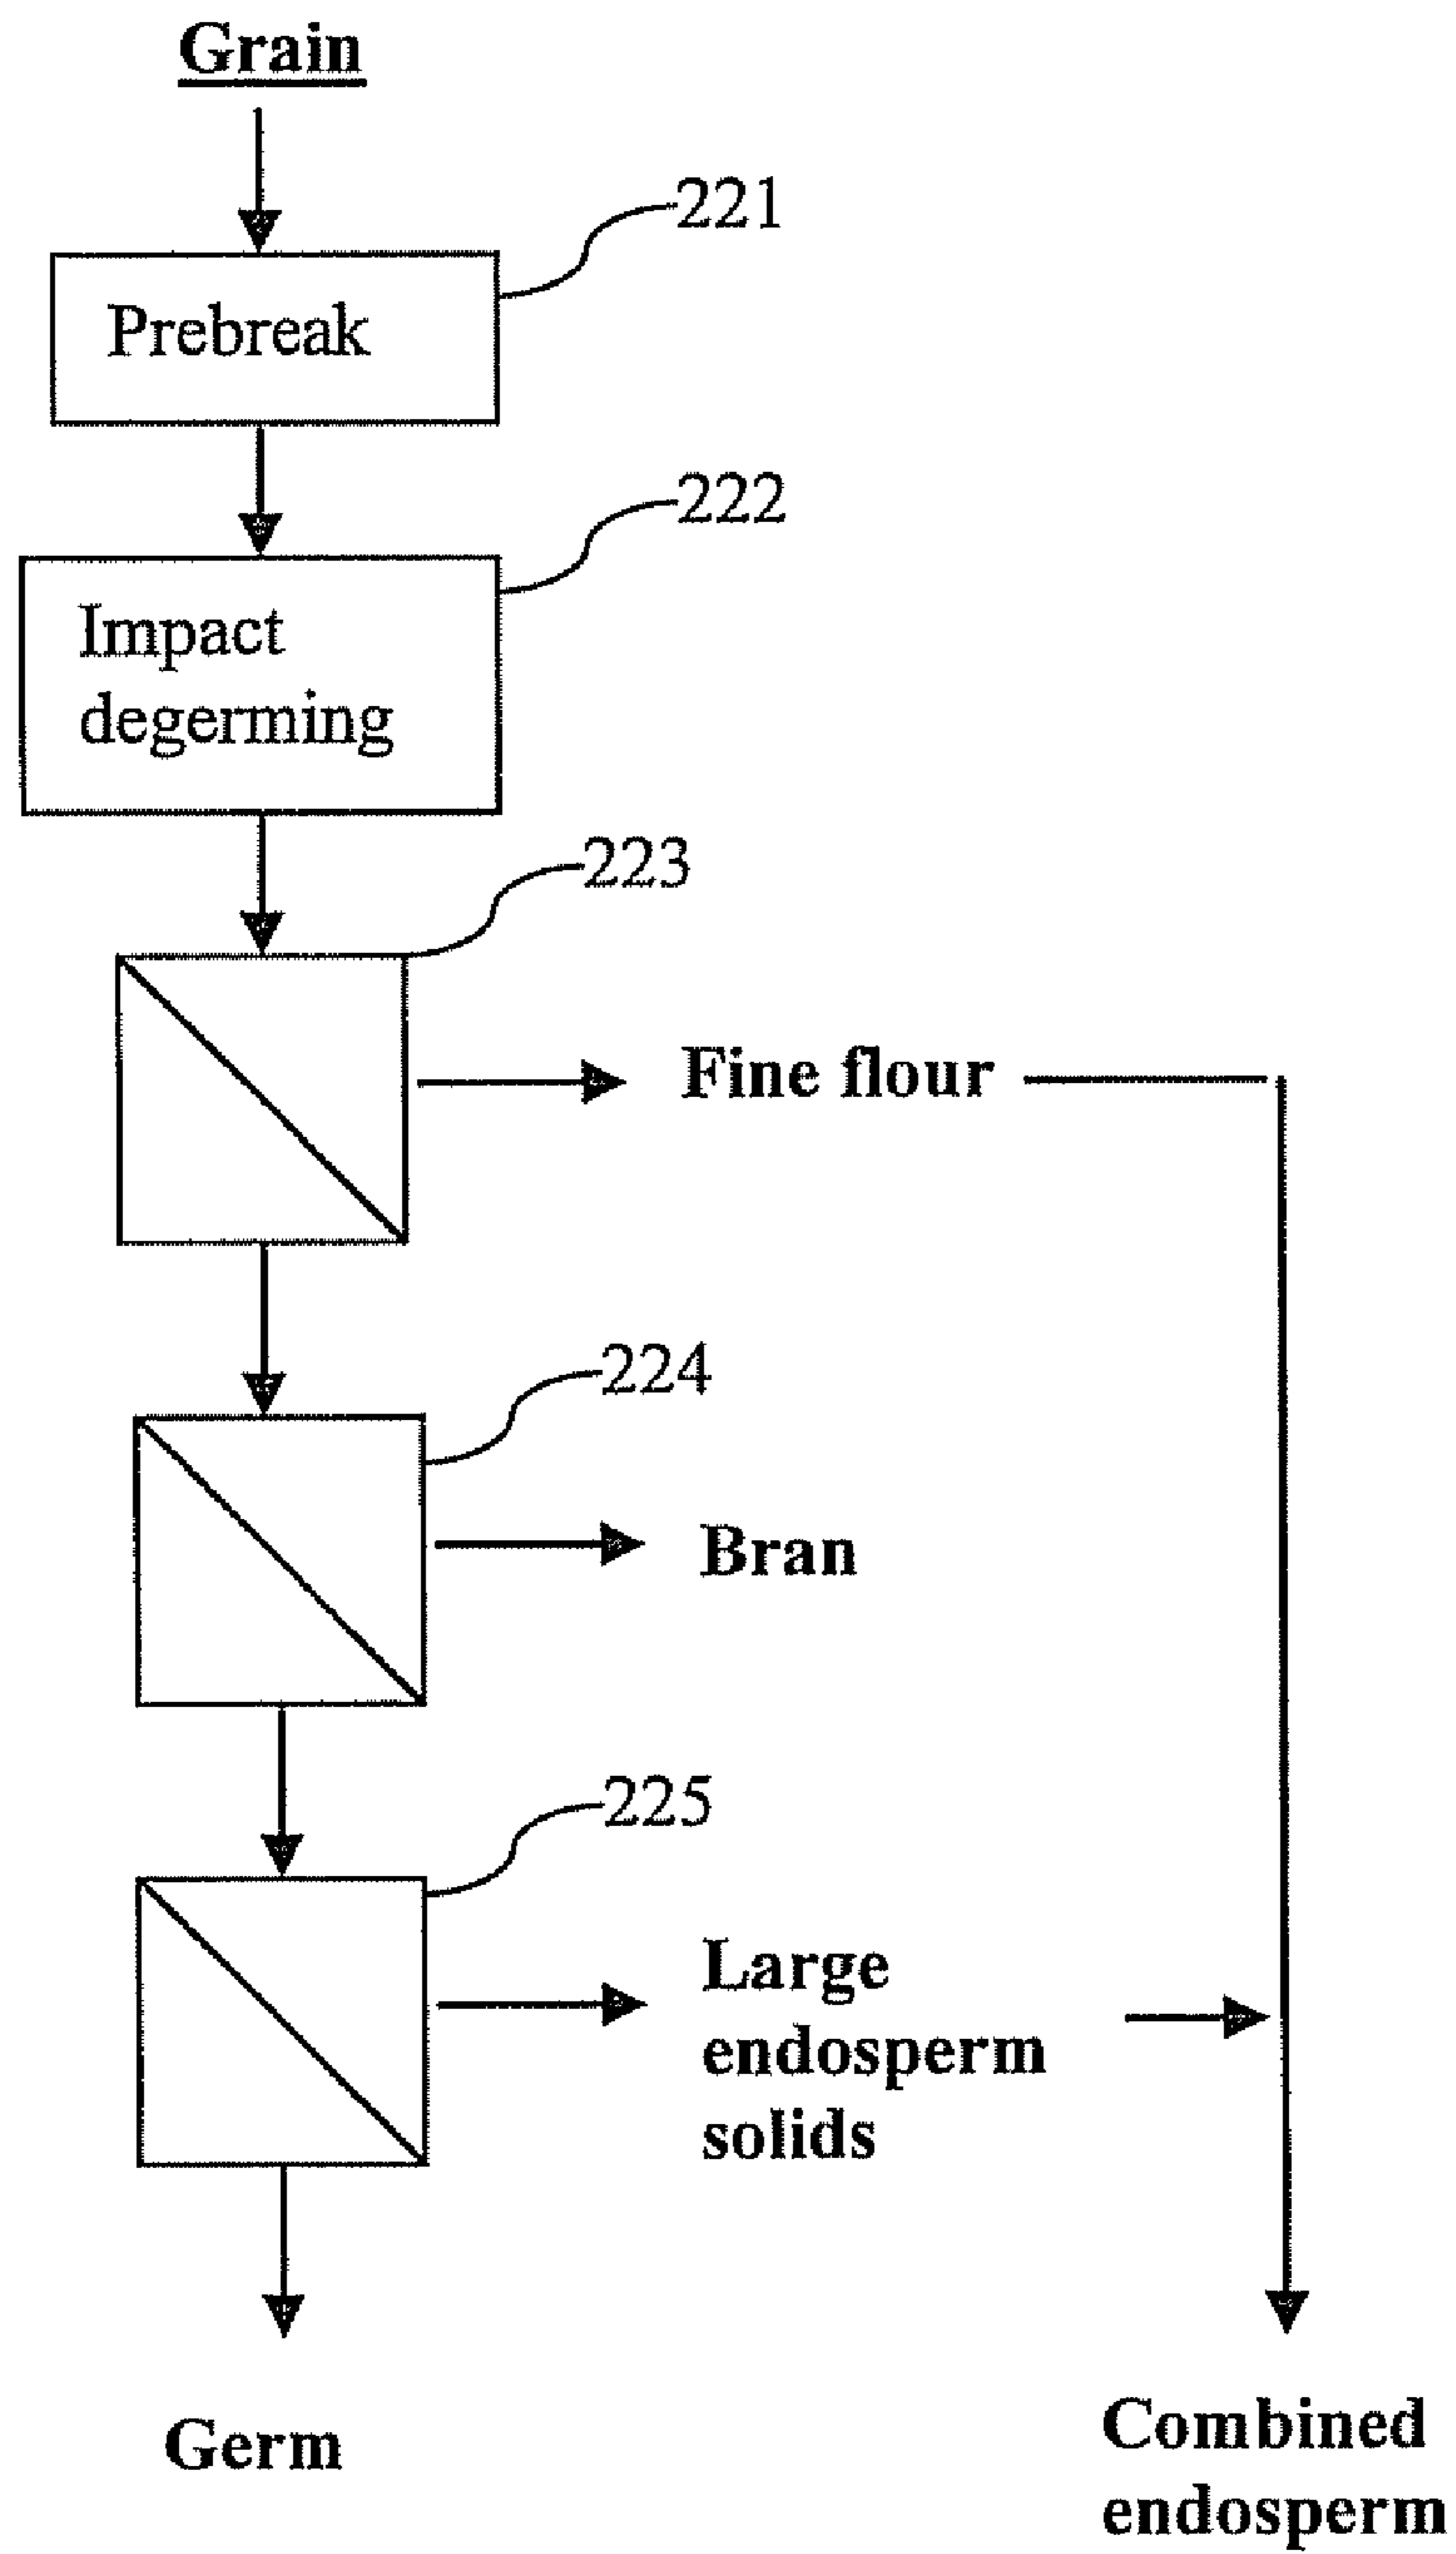 Grain
221
Prebreak
222
Impact
degerming
223
Fine flour
224
Bran
225
Large
endosperm
solids
Germ
Combined
endosperm